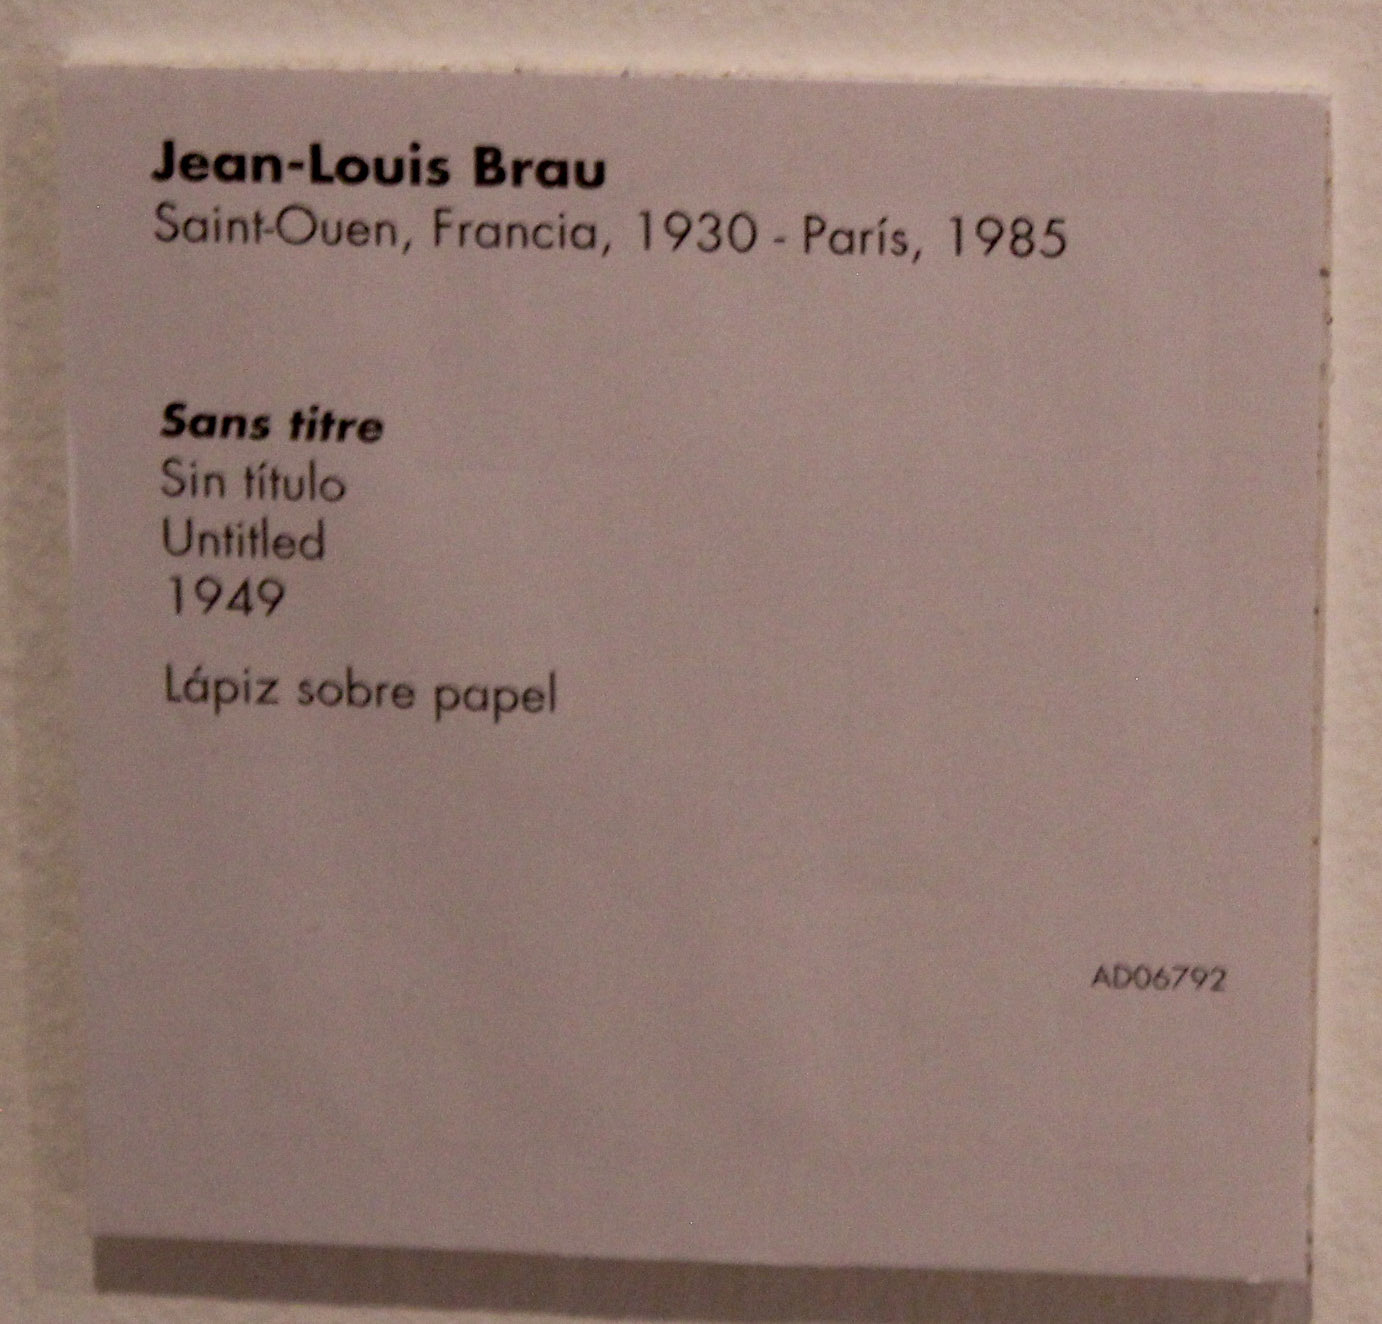 Jean-Louis Brau
Saint-Ouen, Francia, 1930 - París, 1985
Sans titre
Sin título
Untitled
1949
Lápiz sobre papel
AD06792